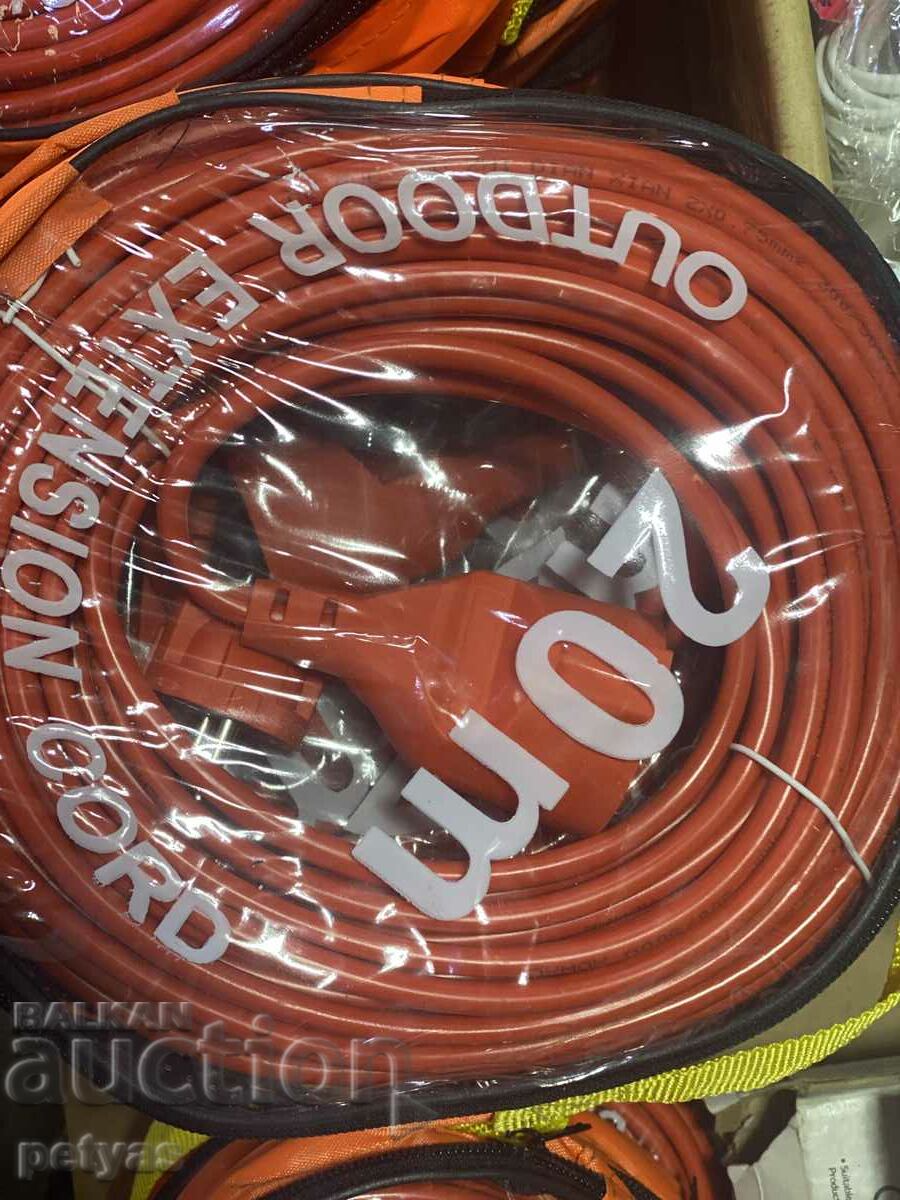 OUTDOOR EXTENSION CORD
20m
BALKAN
auction
petyas